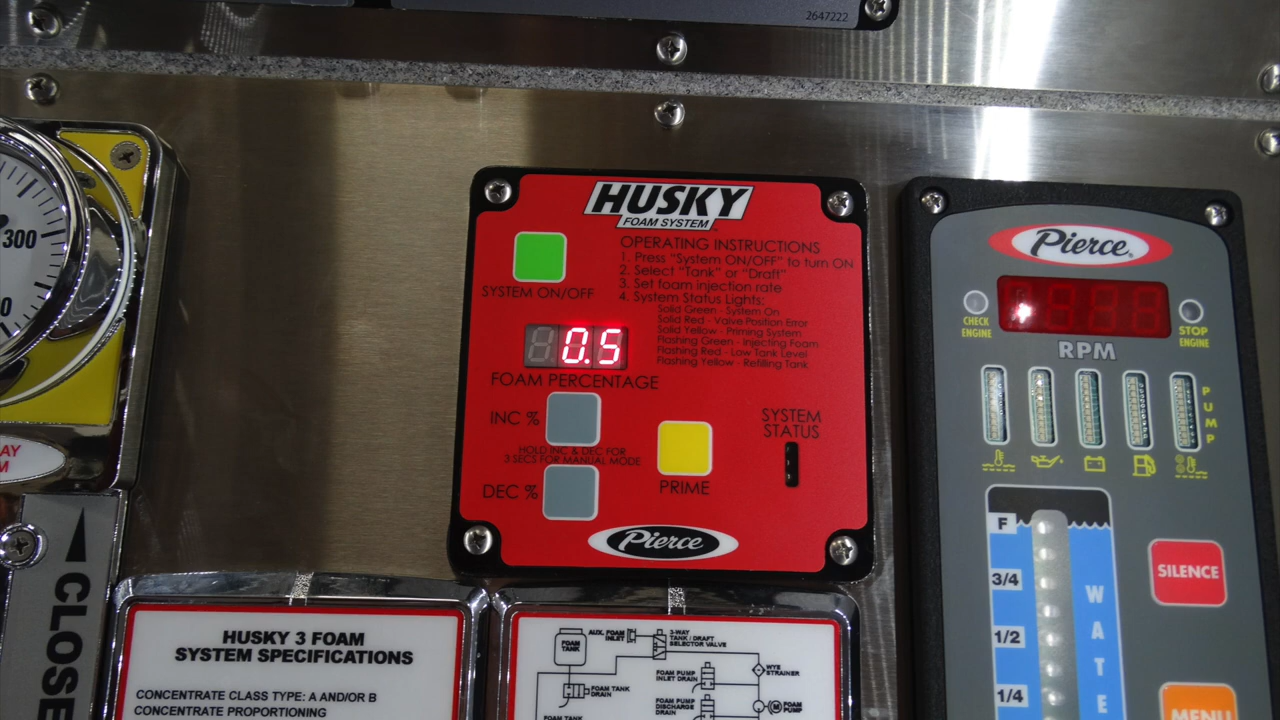 2647222
300
0
AY
M
CLOSE
HUSKY
FOAM SYSTEM
OPERATING INSTRUCTIONS
1. Press "System ON/OFF" to turn ON
2. Select "Tank" or "Draft"
3. Set foam injection rate
4. System Status Lights:
Solid Green - System On
Solid Red - Valve Position Error
Solid Yellow - Priming System
Flashing Green - Injecting Foam
Flashing Red - Low Tank Level
Flashing Yellow - Refilling Tank
SYSTEM ON/OFF
0.5
FOAM PERCENTAGE
INC %
HOLD INC & DEC FOR
3 SECS FOR MANUAL MODE
DEC %
PRIME
SYSTEM
STATUS
Pierce
Pierce
CHECK
ENGINE
STOP
ENGINE
RPM
PUMP
F
3/4
1/2
1/4
WATE
SILENCE
MENU
HUSKY 3 FOAM
SYSTEM SPECIFICATIONS
CONCENTRATE CLASS TYPE: A AND/OR B
CONCENTRATE PROPORTIONING
FOAM
TANK
AUX. FOAM
INLET
3-WAY
TANK / DRAFT
SELECTOR VALVE
WYE
STRAINER
FOAM TANK
DRAIN
FOAM PUMP
INLET DRAIN
FOAM PUMP
DISCHARGE
DRAIN
M
FOAM
PUMP
FOAM TANK